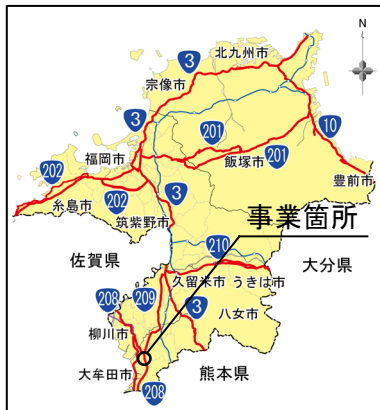 N
北九州市
3
宗像市
3
10
201
福岡市
202
飯塚市
201
豊前市
糸島市
202
3
筑紫野市
事業箇所
佐賀県
210
大分県
208
209
久留米市
うきは市
3
八女市
柳川市
大牟田市
熊本県
208